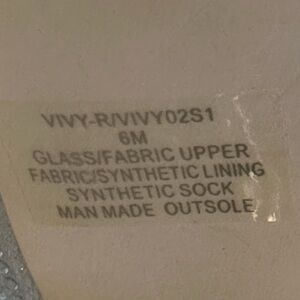 VIVY-R/VIVY02S1
6M
GLASS/FABRIC UPPER
FABRIC/SYNTHETIC LINING
SYNTHETIC SOCK
MAN MADE OUTSOLE